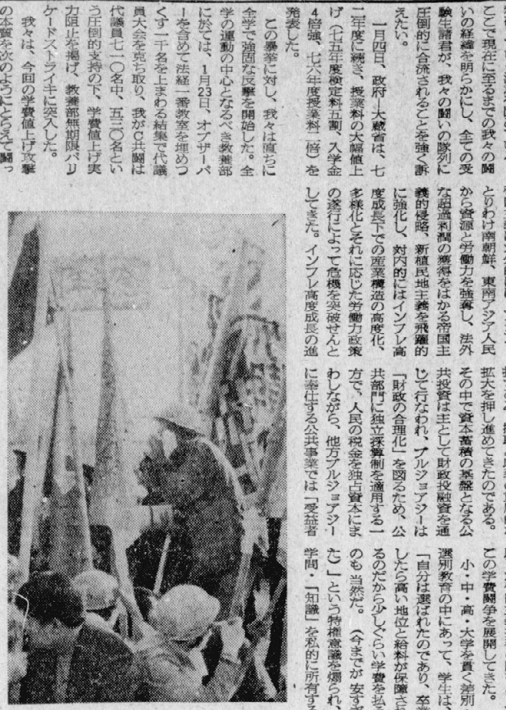 ここで現在に至るまでの我々の闘
いの経緯を明らかにし、全ての受
験生諸君が、我々の闘いの隊列に
圧倒的に合流されることを強く訴
えたい。
一月四日、政府―大蔵省は、七
二年度に続き、授業料の大幅値上
げ（七五年度検定料五割、入学金
4倍強、七六年度授業料一倍）を
発表した。
この暴挙に対し、我々は直ちに
全学で強固な反撃を開始した。全
学の運動の中心となるべき教養部
に於ては、1月23日、オブザーバ
ーを含めて法経一番教室を埋めつ
くす一千名を上まわる結集で代議
員大会を克ち取り、我がC共闘は
代議員七一〇名中、五三〇名とい
う圧倒的支持の下、学費値上げ実
力阻止を掲げ、教養部無期限バリ
ケードストライキに突入した。
我々は、今回の学費値上げ攻撃
の本質を次のようにとらえて闘っ
とりわけ南朝鮮、東南アジア人民
から資源と労働力を強奪し、法外
な超過利潤の獲得をはかる帝国主
義的侵略、新植民地主義を飛躍的
に強化し、対内的にはインフレ高
度成長下での産業構造の高度化、
多様化とそれに応じた労働力政策
の遂行によって危機を突破せんと
してきた。インフレ高度成長の進
拡大を押し進めてきたのである。
その中で資本蓄積の基盤となる公
共投資は主として財政投融資を通
じて行なわれ、ブルジョアジーは
「財政の合理化」を図るため、公
共部門に独立採算制を適用する一
方で、人民の税金を独占資本にま
わしながら、他方ブルジョアジー
に奉仕する公共事業では「受益者
この学費闘争を展開してきた。
小・中・高・大学を貫く差別
選別教育の中にあって、学生は、
「自分は選ばれたのであり、卒業
したら高い地位と給料が保障され
るのだから少しぐらい学費を払
のも当然だ。（今までが安すぎ
た）」という特権意識を煽られ、
学問・「知識」を私的に所有する